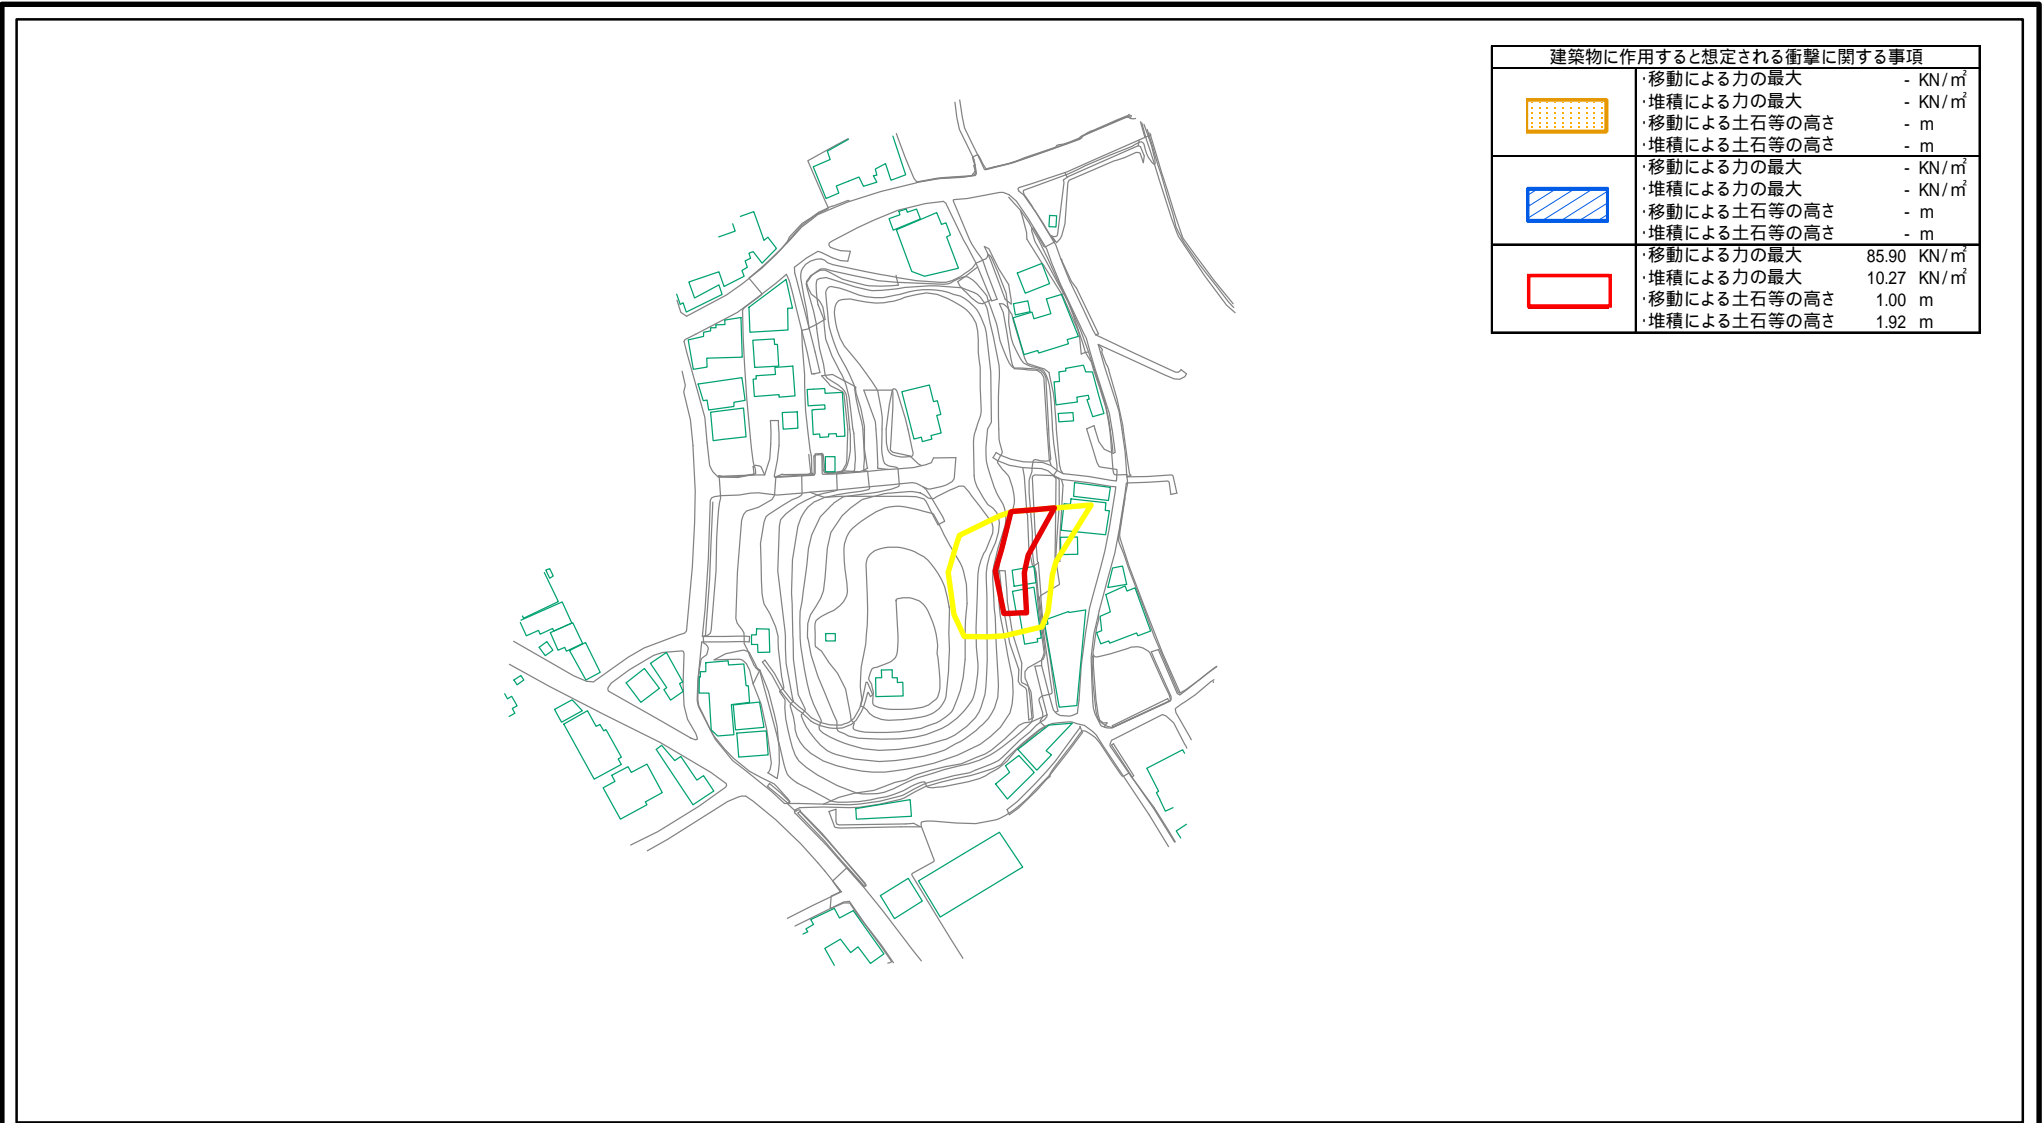 建築物に作用すると想定される衝撃に関する事項
・移動による力の最大 - KN/㎡
・堆積による力の最大 - KN/㎡
・移動による土石等の高さ - m
・堆積による土石等の高さ - m
・移動による力の最大 - KN/㎡
・堆積による力の最大 - KN/㎡
・移動による土石等の高さ - m
・堆積による土石等の高さ - m
・移動による力の最大 85.90 KN/㎡
・堆積による力の最大 10.27 KN/㎡
・移動による土石等の高さ 1.00 m
・堆積による土石等の高さ 1.92 m